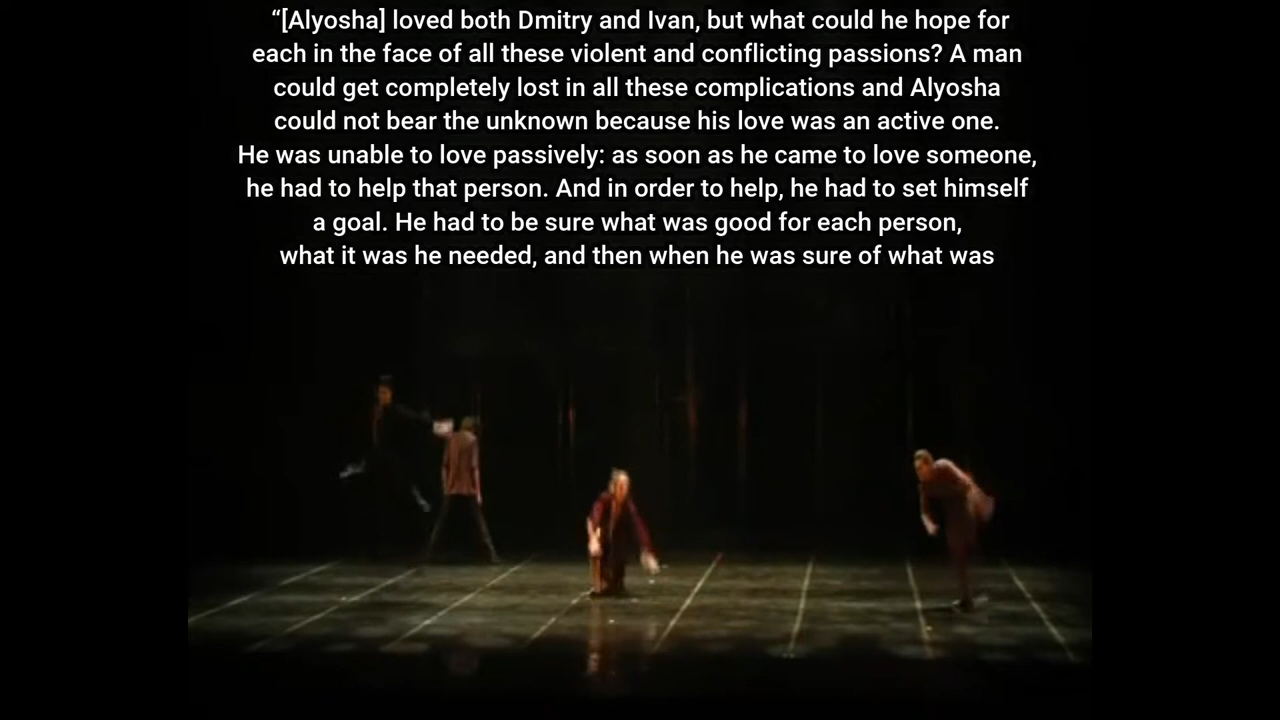 “[Alyosha] loved both Dmitry and Ivan, but what could he hope for
each in the face of all these violent and conflicting passions? A man
could get completely lost in all these complications and Alyosha
could not bear the unknown because his love was an active one.
He was unable to love passively: as soon as he came to love someone,
he had to help that person. And in order to help, he had to set himself
a goal. He had to be sure what was good for each person,
what it was he needed, and then when he was sure of what was